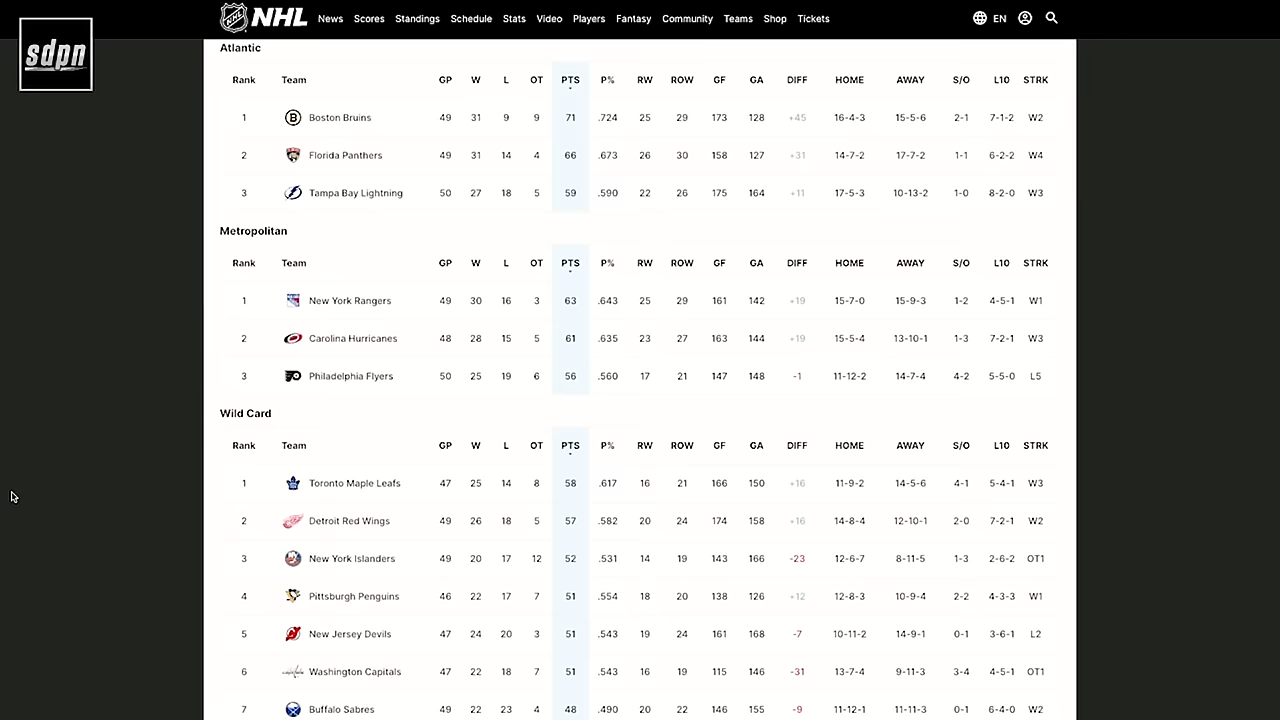 sdpn
NHL News Scores Standings Schedule Stats Video Players Fantasy Community Teams Shop Tickets EN
Atlantic
Rank Team GP W L OT PTS P% RW ROW GF GA DIFF HOME AWAY S/O L10 STRK
1 Boston Bruins 49 31 9 9 71 .724 25 29 173 128 +45 16-4-3 15-5-6 2-1 7-1-2 W2
2 Florida Panthers 49 31 14 4 66 .673 26 30 158 127 +31 14-7-2 17-7-2 1-1 6-2-2 W4
3 Tampa Bay Lightning 50 27 18 5 59 .590 22 26 175 164 +11 17-5-3 10-13-2 1-0 8-2-0 W3
Metropolitan
Rank Team GP W L OT PTS P% RW ROW GF GA DIFF HOME AWAY S/O L10 STRK
1 New York Rangers 49 30 16 3 63 .643 25 29 161 142 +19 15-7-0 15-9-3 1-2 4-5-1 W1
2 Carolina Hurricanes 48 28 15 5 61 .635 23 27 163 144 +19 15-5-4 13-10-1 1-3 7-2-1 W3
3 Philadelphia Flyers 50 25 19 6 56 .560 17 21 147 148 -1 11-12-2 14-7-4 4-2 5-5-0 L5
Wild Card
Rank Team GP W L OT PTS P% RW ROW GF GA DIFF HOME AWAY S/O L10 STRK
1 Toronto Maple Leafs 47 25 14 8 58 .617 16 21 166 150 +16 11-9-2 14-5-6 4-1 5-4-1 W3
2 Detroit Red Wings 49 26 18 5 57 .582 20 24 174 158 +16 14-8-4 12-10-1 2-0 7-2-1 W2
3 New York Islanders 49 20 17 12 52 .531 14 19 143 166 -23 12-6-7 8-11-5 1-3 2-6-2 OT1
4 Pittsburgh Penguins 46 22 17 7 51 .554 18 20 138 126 +12 12-8-3 10-9-4 2-2 4-3-3 W1
5 New Jersey Devils 47 24 20 3 51 .543 19 24 161 168 -7 10-11-2 14-9-1 0-1 3-6-1 L2
6 Washington Capitals 47 22 18 7 51 .543 16 19 115 146 -31 13-7-4 9-11-3 3-4 4-5-1 OT1
7 Buffalo Sabres 49 22 23 4 48 .490 20 22 146 155 -9 11-12-1 11-11-3 0-1 6-4-0 W2